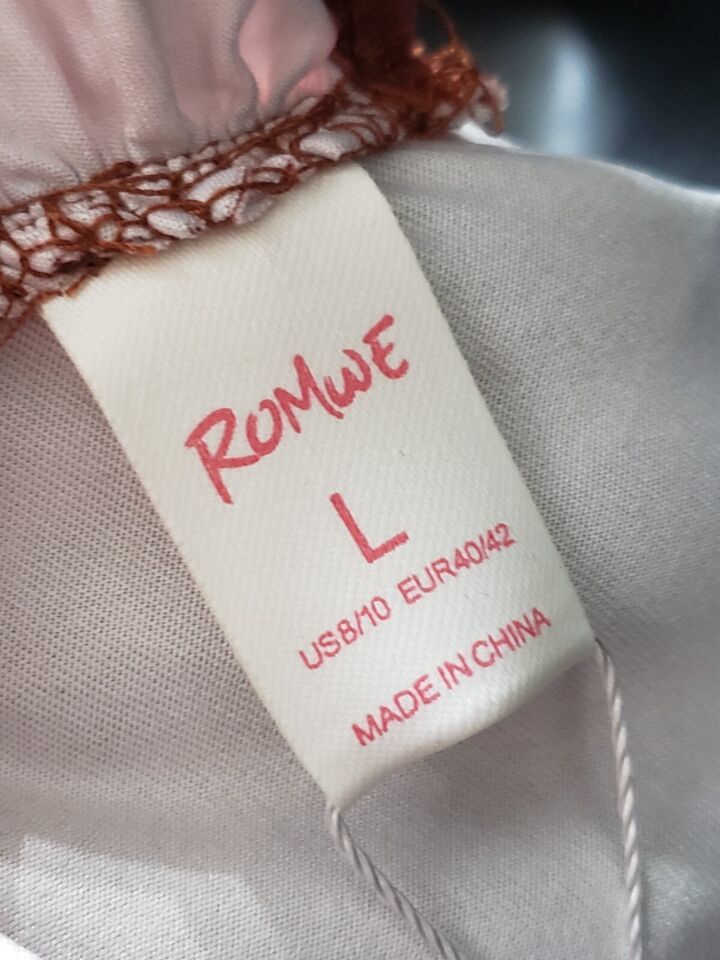 ROMWE
L
US8/10 EUR40/42
MADE IN CHINA